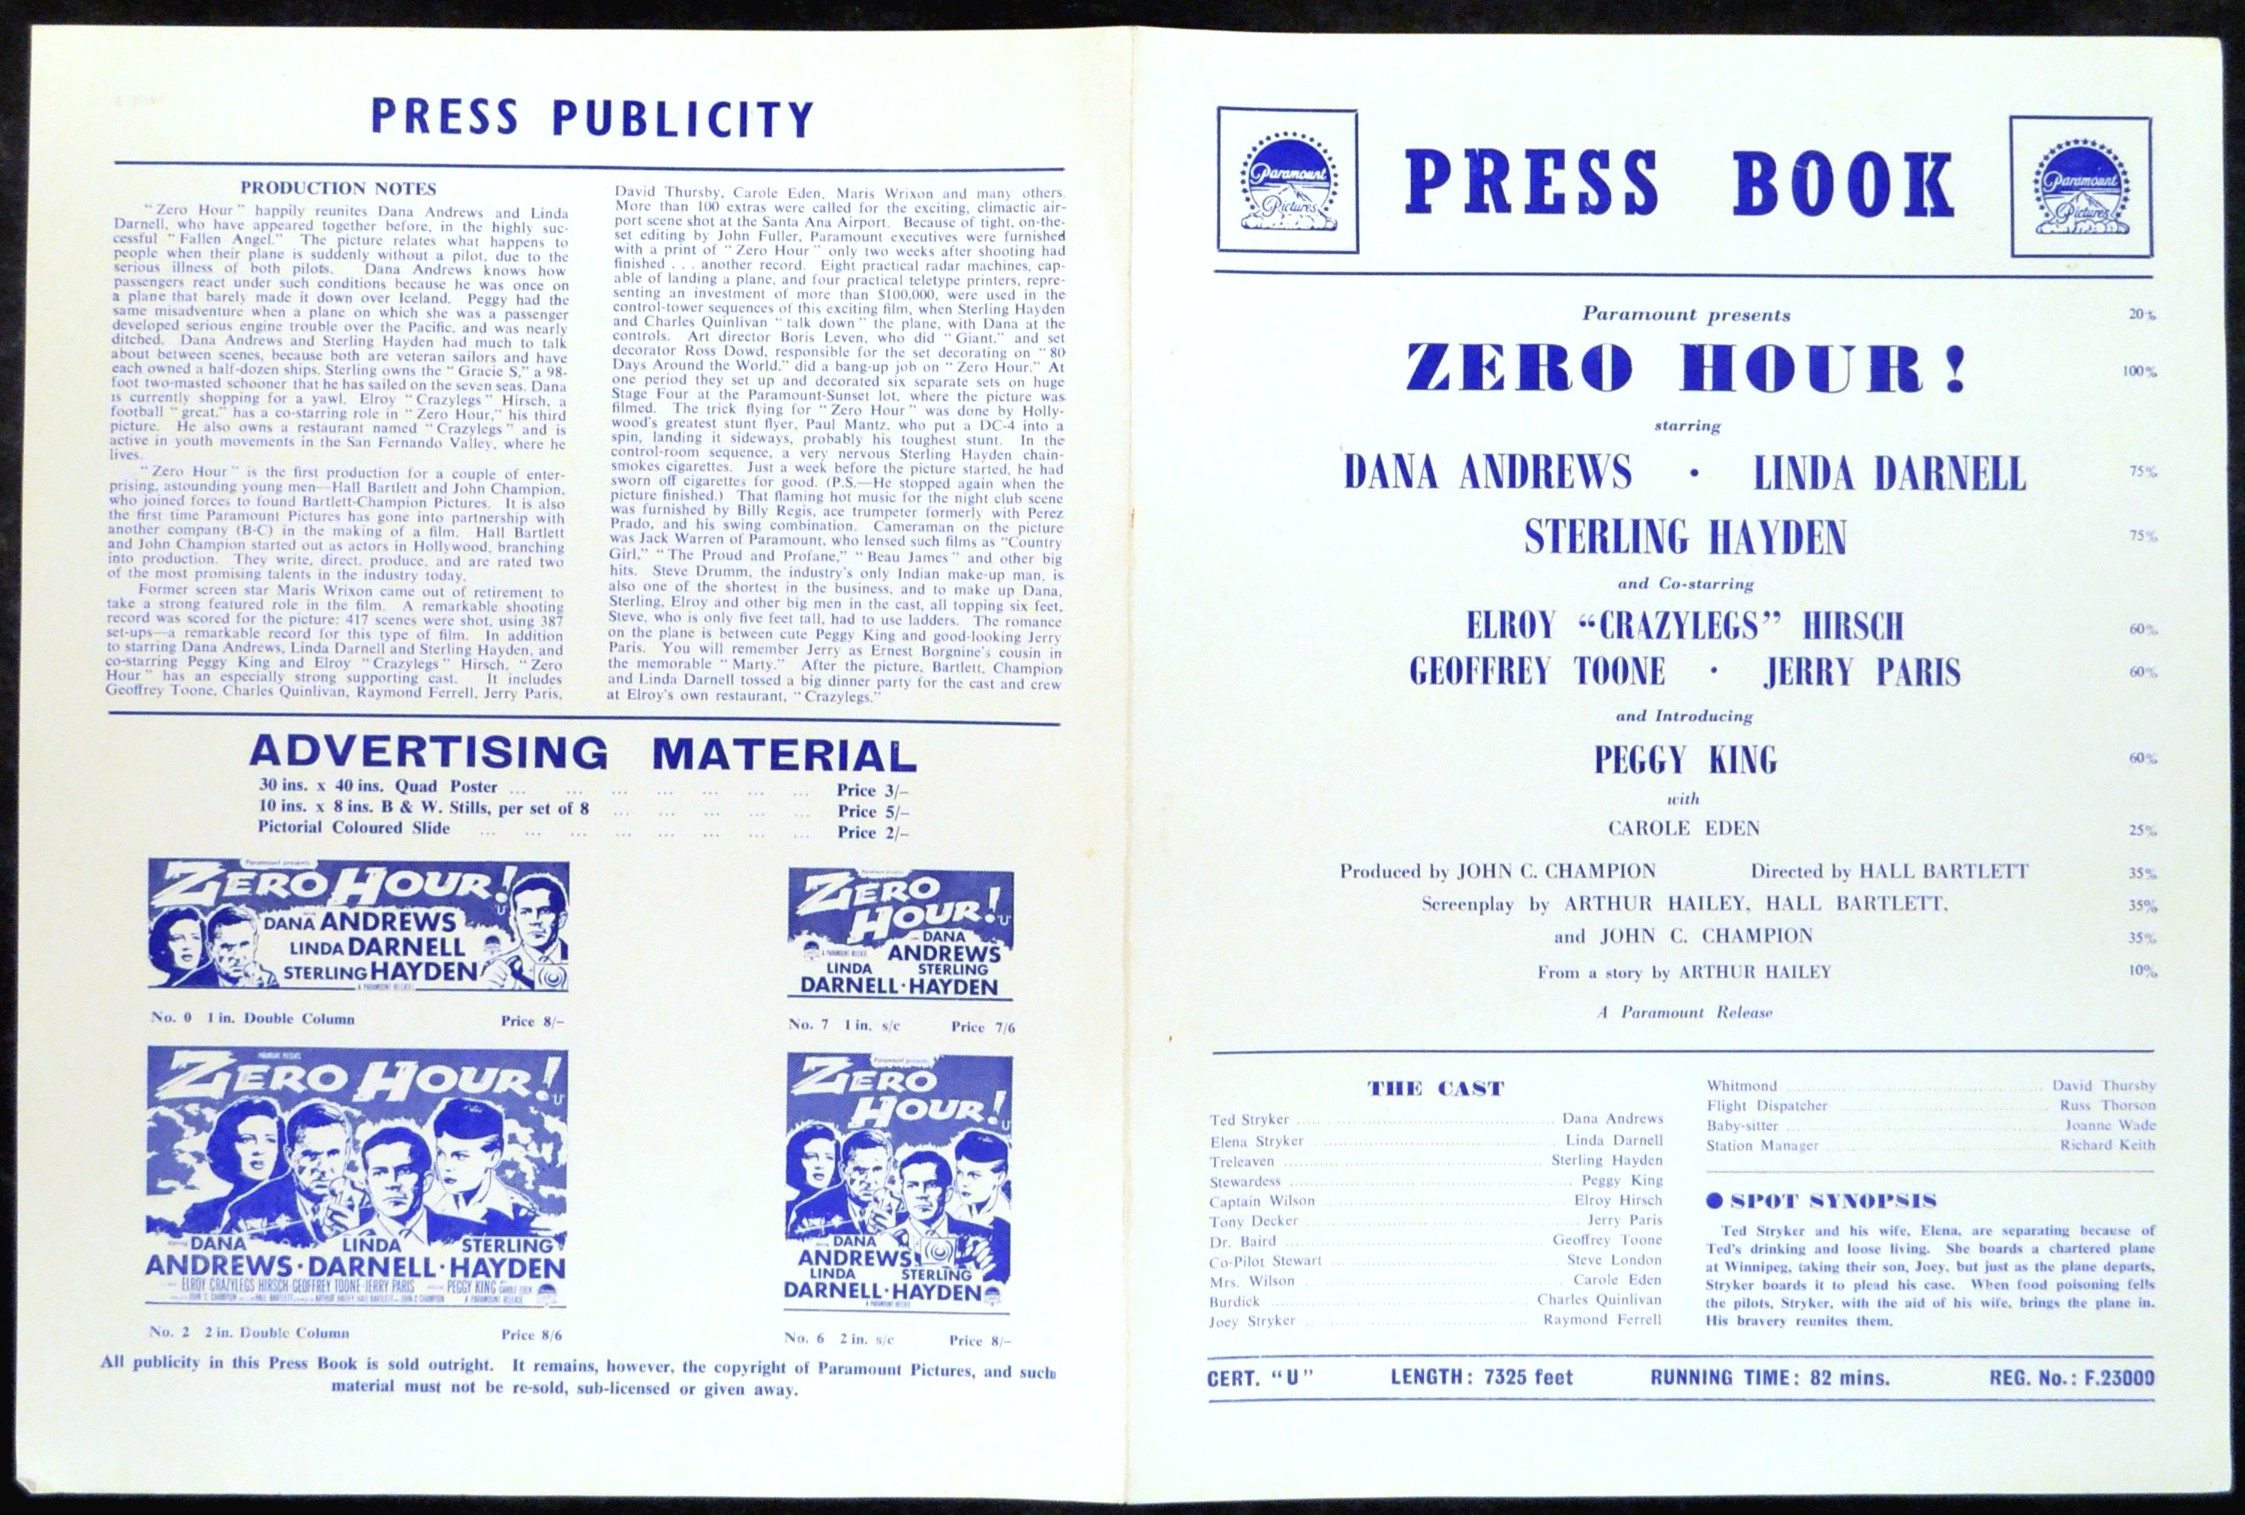 PRESS PUBLICITY
PRODUCTION NOTES
"Zero Hour" happily reunites Dana Andrews and Linda
Darnell, who have appeared together before, in the highly suc-
cessful "Fallen Angel." The picture relates what happens to
people when their plane is suddenly without a pilot, due to the
serious illness of both pilots. Dana Andrews knows how
passengers react under such conditions because he was once on
a plane that barely made it down over Iceland. Peggy had the
same misadventure when a plane on which she was a passenger
developed serious engine trouble over the Pacific, and was nearly
ditched. Dana Andrews and Sterling Hayden had much to talk
about between scenes, because both are veteran sailors and have
each owned a half-dozen ships. Sterling owns the "Gracie S," a 98-
foot two-masted schooner that he has sailed on the seven seas. Dana
is currently shopping for a yawl. Elroy "Crazylegs" Hirsch, a
football "great," has a co-starring role in "Zero Hour," his third
picture. He also owns a restaurant named "Crazylegs" and is
active in youth movements in the San Fernando Valley, where he
lives.
"Zero Hour" is the first production for a couple of enter-
prising, astounding young men—Hall Bartlett and John Champion,
who joined forces to found Bartlett-Champion Pictures. It is also
the first time Paramount Pictures has gone into partnership with
another company (B-C) in the making of a film. Hall Bartlett
and John Champion started out as actors in Hollywood, branching
into production. They write, direct, produce, and are rated two
of the most promising talents in the industry today.
Former screen star Maris Wrixon came out of retirement to
take a strong featured role in the film. A remarkable shooting
record was scored for the picture: 417 scenes were shot, using 387
set-ups—a remarkable record for this type of film. In addition
to starring Dana Andrews, Linda Darnell and Sterling Hayden, and
co-starring Peggy King and Elroy "Crazylegs" Hirsch, "Zero
Hour" has an especially strong supporting cast. It includes
Geoffrey Toone, Charles Quinlivan, Raymond Ferrell, Jerry Paris,
David Thursby, Carole Eden, Maris Wrixon and many others.
More than 100 extras were called for the exciting, climactic air-
port scene shot at the Santa Ana Airport. Because of tight, on-the-
set editing by John Fuller, Paramount executives were furnished
with a print of "Zero Hour" only two weeks after shooting had
finished . . . another record. Eight practical radar machines, cap-
able of landing a plane, and four practical teletype printers, repre-
senting an investment of more than $100,000, were used in the
control-tower sequences of this exciting film, when Sterling Hayden
and Charles Quinlivan "talk down" the plane, with Dana at the
controls. Art director Boris Leven, who did "Giant," and set
decorator Ross Dowd, responsible for the set decorating on "80
Days Around the World," did a bang-up job on "Zero Hour." At
one period they set up and decorated six separate sets on huge
Stage Four at the Paramount-Sunset lot, where the picture was
filmed. The trick flying for "Zero Hour" was done by Holly-
wood's greatest stunt flyer, Paul Mantz, who put a DC-4 into a
spin, landing it sideways, probably his toughest stunt. In the
control-room sequence, a very nervous Sterling Hayden chain-
smokes cigarettes. Just a week before the picture started, he had
sworn off cigarettes for good. (P.S.—He stopped again when the
picture finished.) That flaming hot music for the night club scene
was furnished by Billy Regis, ace trumpeter formerly with Perez
Prado, and his swing combination. Cameraman on the picture
was Jack Warren of Paramount, who lensed such films as "Country
Girl," "The Proud and Profane," "Beau James" and other big
hits. Steve Drumm, the industry's only Indian make-up man, is
also one of the shortest in the business, and to make up Dana,
Sterling, Elroy and other big men in the cast, all topping six feet,
Steve, who is only five feet tall, had to use ladders. The romance
on the plane is between cute Peggy King and good-looking Jerry
Paris. You will remember Jerry as Ernest Borgnine's cousin in
the memorable "Marty." After the picture, Bartlett, Champion
and Linda Darnell tossed a big dinner party for the cast and crew
at Elroy's own restaurant, "Crazylegs."
ADVERTISING MATERIAL
30 ins. x 40 ins. Quad Poster ... ... ... ... ... ... ... Price 3/–
10 ins. x 8 ins. B & W. Stills, per set of 8 ... ... ... ... ... Price 5/–
Pictorial Coloured Slide ... ... ... ... ... ... ... ... Price 2/–
Paramount presents
ZERO HOUR!
'U'
DANA ANDREWS
LINDA DARNELL
STERLING HAYDEN
A PARAMOUNT RELEASE
No. 0 1 in. Double Column Price 8/–
ZERO
HOUR!
'U'
DANA
ANDREWS
LINDA STERLING
DARNELL · HAYDEN
No. 7 1 in. s/c Price 7/6
PARAMOUNT PRESENTS
ZERO HOUR!
'U'
DANA LINDA STERLING
ANDREWS · DARNELL · HAYDEN
ELROY CRAZYLEGS HIRSCH · GEOFFREY TOONE · JERRY PARIS PEGGY KING CAROLE EDEN
No. 2 2 in. Double Column Price 8/6
Paramount presents
ZERO
HOUR!
'U'
DANA
ANDREWS
LINDA STERLING
DARNELL · HAYDEN
No. 6 2 in. s/c Price 8/–
All publicity in this Press Book is sold outright. It remains, however, the copyright of Paramount Pictures, and such
material must not be re-sold, sub-licensed or given away.
Paramount
Pictures
PRESS BOOK
Paramount
Pictures
Paramount presents 20%
ZERO HOUR! 100%
starring
DANA ANDREWS · LINDA DARNELL 75%
STERLING HAYDEN 75%
and Co-starring
ELROY "CRAZYLEGS" HIRSCH 60%
GEOFFREY TOONE · JERRY PARIS 60%
and Introducing
PEGGY KING 60%
with
CAROLE EDEN 25%
Produced by JOHN C. CHAMPION Directed by HALL BARTLETT 35%
Screenplay by ARTHUR HAILEY, HALL BARTLETT, 35%
and JOHN C. CHAMPION 35%
From a story by ARTHUR HAILEY 10%
A Paramount Release
THE CAST
Ted Stryker ... Dana Andrews
Elena Stryker ... Linda Darnell
Treleaven ... Sterling Hayden
Stewardess ... Peggy King
Captain Wilson ... Elroy Hirsch
Tony Decker ... Jerry Paris
Dr. Baird ... Geoffrey Toone
Co-Pilot Stewart ... Steve London
Mrs. Wilson ... Carole Eden
Burdick ... Charles Quinlivan
Joey Stryker ... Raymond Ferrell
Whitmond ... David Thursby
Flight Dispatcher ... Russ Thorson
Baby-sitter ... Joanne Wade
Station Manager ... Richard Keith
● SPOT SYNOPSIS
Ted Stryker and his wife, Elena, are separating because of
Ted's drinking and loose living. She boards a chartered plane
at Winnipeg, taking their son, Joey, but just as the plane departs,
Stryker boards it to plead his case. When food poisoning fells
the pilots, Stryker, with the aid of his wife, brings the plane in.
His bravery reunites them.
CERT. "U" LENGTH: 7325 feet RUNNING TIME: 82 mins. REG. No.: F.23000